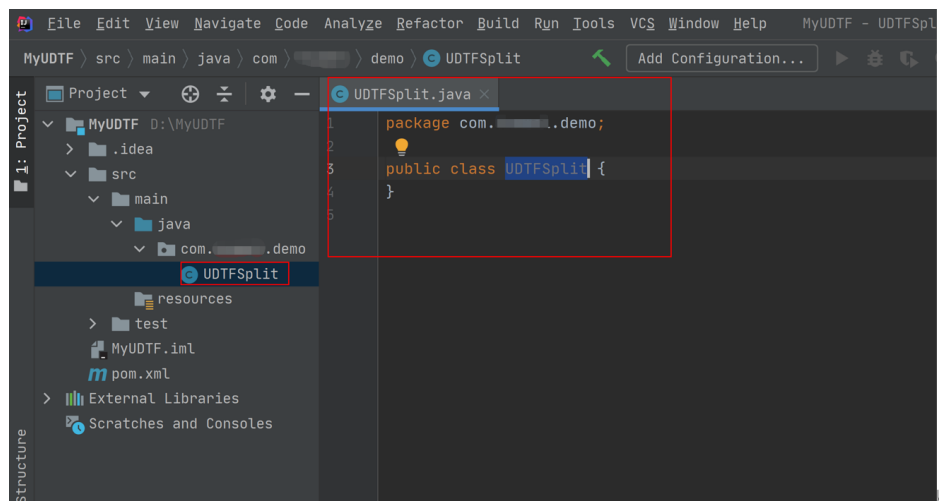 File Edit View Navigate Code Analyze Refactor Build Run Tools VCS Window Help MyUDTF - UDTFSpl
MyUDTF src main java com demo UDTFSplit Add Configuration...
1: Project
Project
UDTFSplit.java
MyUDTF D:\MyUDTF
.idea
src
main
java
com. .demo
UDTFSplit
resources
test
MyUDTF.iml
pom.xml
External Libraries
Scratches and Consoles
1 package com. .demo;
2
3 public class UDTFSplit {
4 }
5
Structure